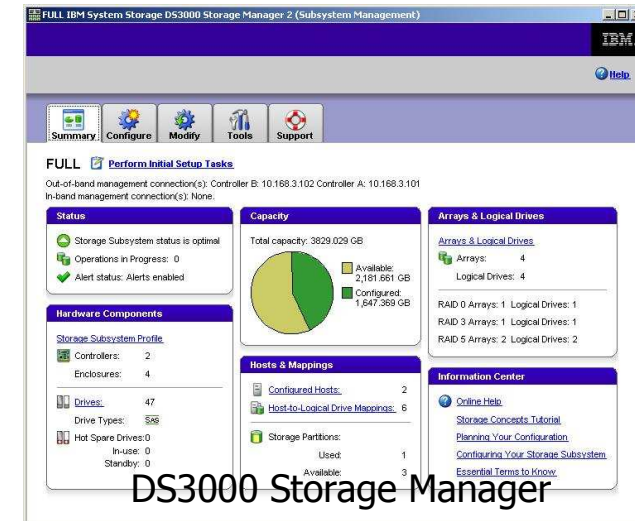 FULL IBM System Storage DS3000 Storage Manager 2 (Subsystem Management)
IBM
Help
Summary Configure Modify Tools Support
FULL Perform Initial Setup Tasks
Out-of-band management connection(s): Controller B: 10.168.3.102 Controller A: 10.168.3.101
In-band management connection(s): None.
Status
Storage Subsystem status is optimal
Operations in Progress: 0
Alert status: Alerts enabled
Hardware Components
Storage Subsystem Profile
Controllers: 2
Enclosures: 4
Drives: 47
Drive Types: SAS
Hot Spare Drives:0
In-use: 0
Standby: 0
Capacity
Total capacity: 3829.029 GB
Available:
2,181.661 GB
Configured:
1,647.369 GB
Hosts & Mappings
Configured Hosts: 2
Host-to-Logical Drive Mappings: 6
Storage Partitions:
Used: 1
Available: 3
Arrays & Logical Drives
Arrays & Logical Drives
Arrays: 4
Logical Drives: 4
RAID 0 Arrays: 1 Logical Drives: 1
RAID 3 Arrays: 1 Logical Drives: 1
RAID 5 Arrays: 2 Logical Drives: 2
Information Center
Online Help
Storage Concepts Tutorial
Planning Your Configuration
Configuring Your Storage Subsystem
Essential Terms to Know
DS3000 Storage Manager